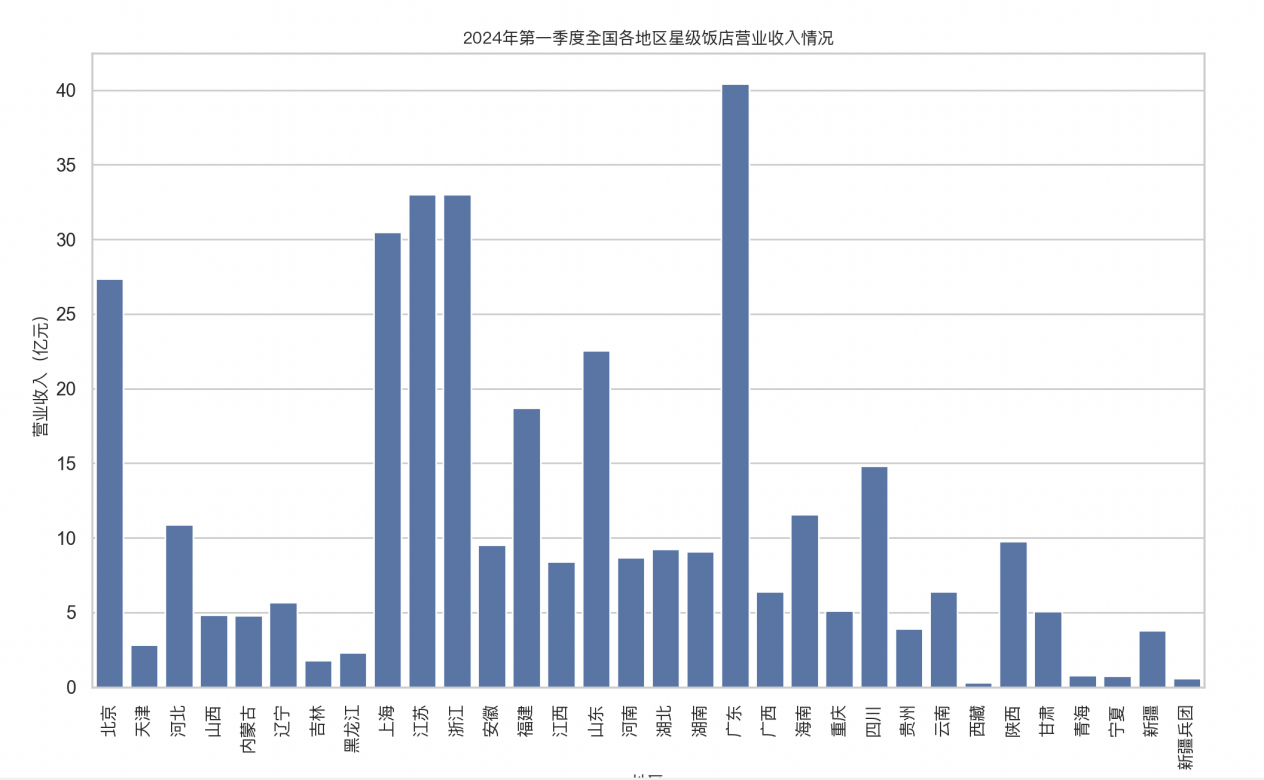 2024年第一季度全国各地区星级饭店营业收入情况
营业收入（亿元）
40
35
30
25
20
15
10
5
0
北京
天津
河北
山西
内蒙古
辽宁
吉林
黑龙江
上海
江苏
浙江
安徽
福建
江西
山东
河南
湖北
湖南
广东
广西
海南
重庆
四川
贵州
云南
西藏
陕西
甘肃
青海
宁夏
新疆
新疆兵团